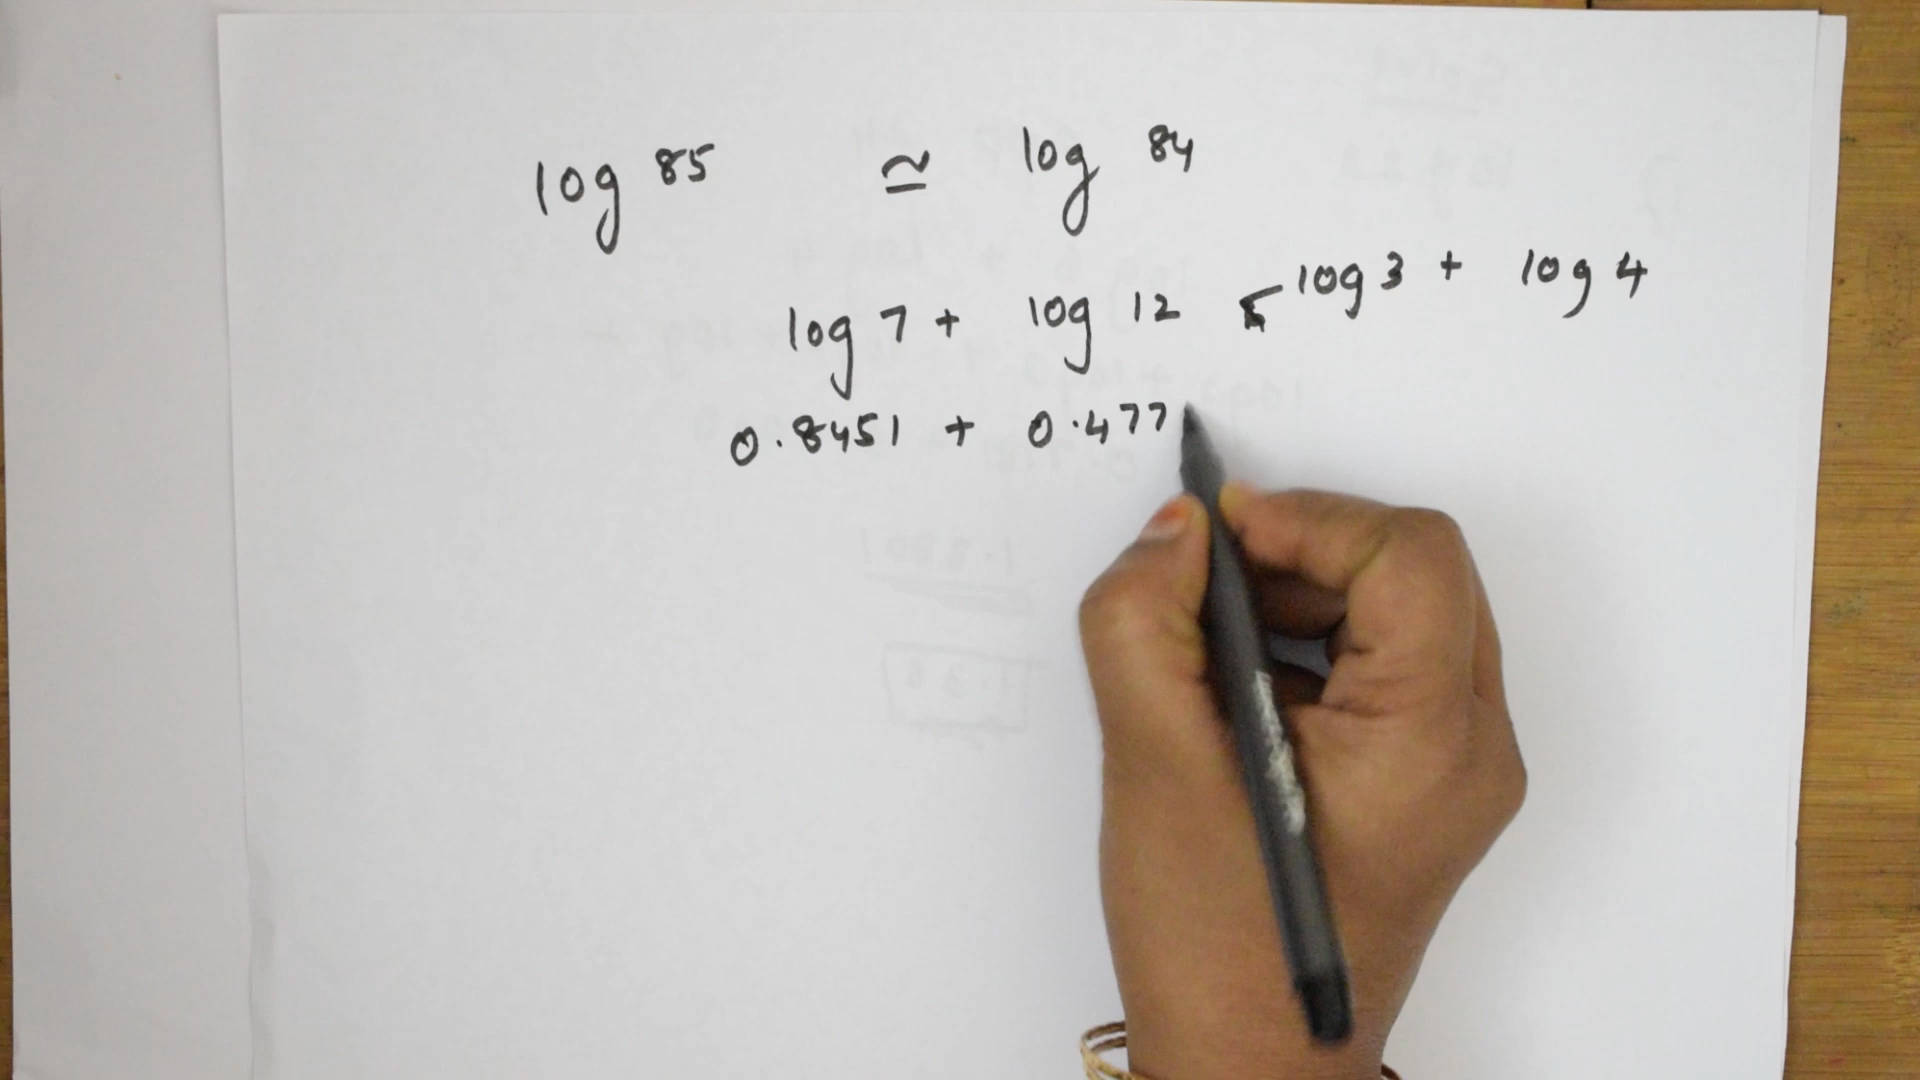 log 85 ≃ log 84
log 7 + log 12 log 3 + log 4
0.8451 + 0.477